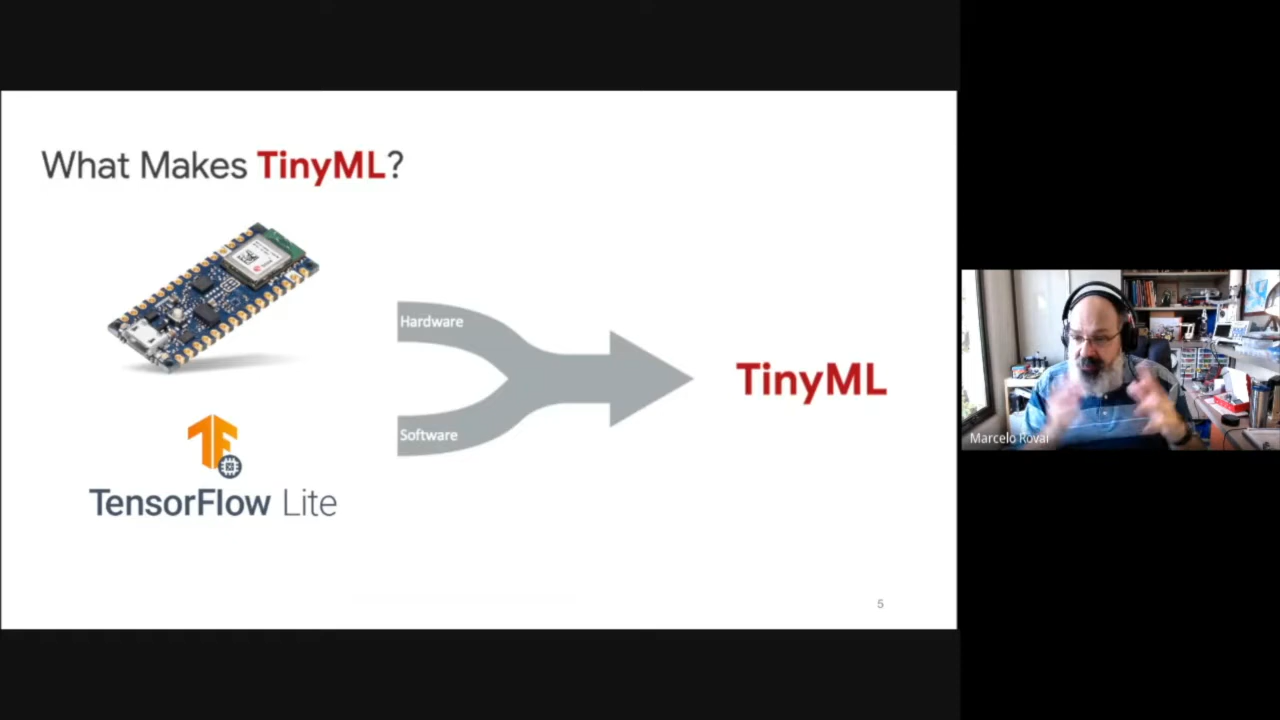 What Makes TinyML?
Hardware
Software
TinyML
TensorFlow Lite
5
Marcelo Rovai